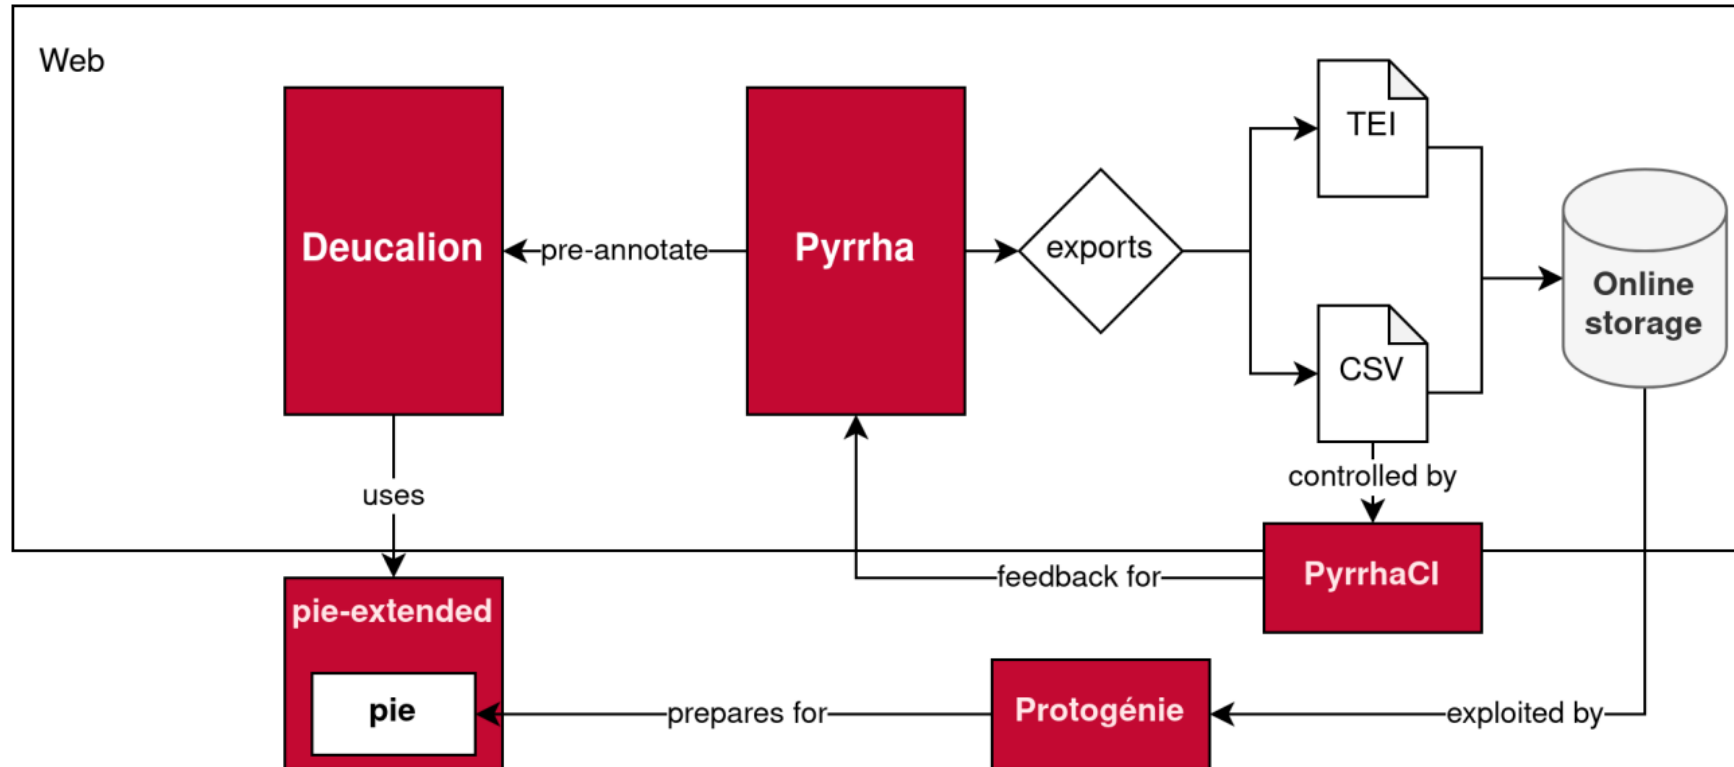 Web
Deucalion
pre-annotate
Pyrrha
exports
TEI
CSV
Online
storage
uses
controlled by
feedback for
PyrrhaCI
pie-extended
pie
prepares for
Protogénie
exploited by